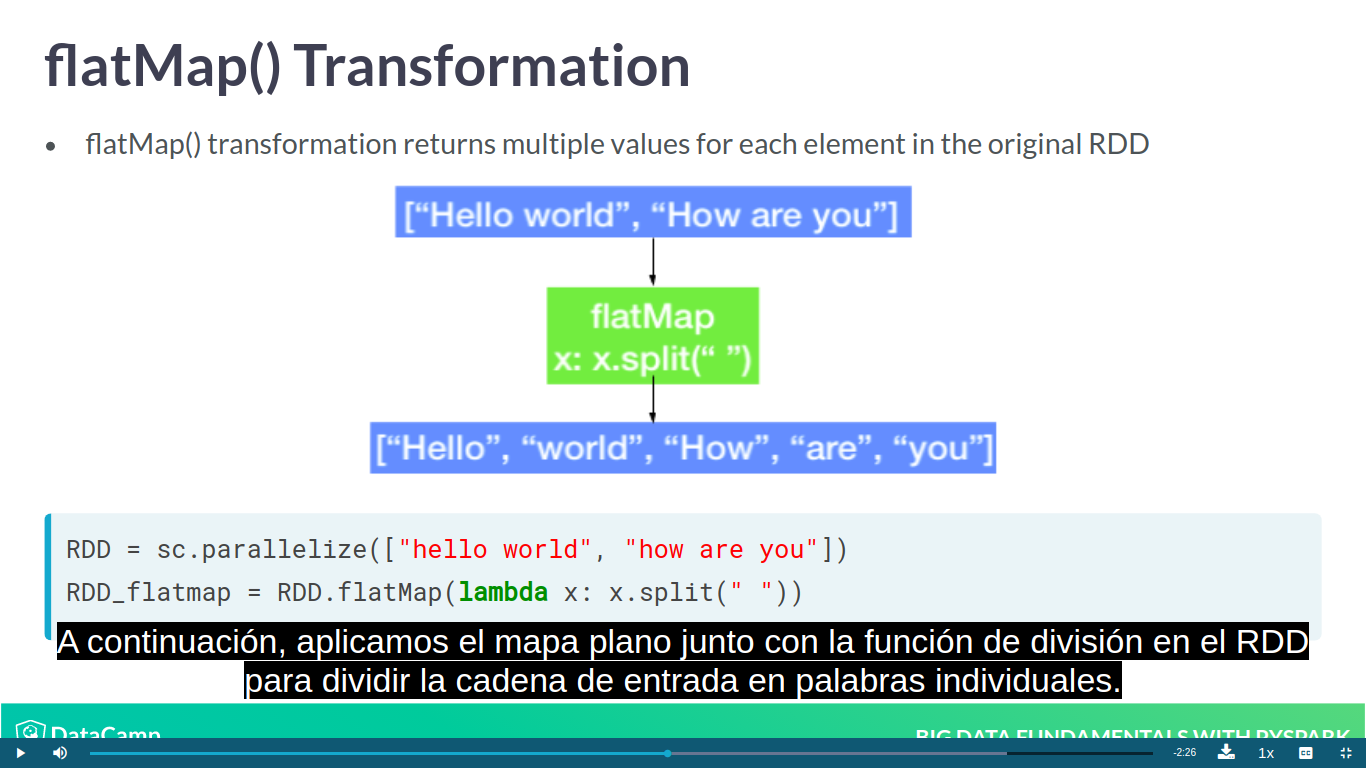 flatMap() Transformation
• flatMap() transformation returns multiple values for each element in the original RDD
[“Hello world”, “How are you”]
flatMap
x: x.split(“ ”)
[“Hello”, “world”, “How”, “are”, “you”]
RDD = sc.parallelize(["hello world", "how are you"])
RDD_flatmap = RDD.flatMap(lambda x: x.split(" "))
A continuación, aplicamos el mapa plano junto con la función de división en el RDD
para dividir la cadena de entrada en palabras individuales.
DataCamp
BIG DATA FUNDAMENTALS WITH PYSPARK
-2:26
1x
CC